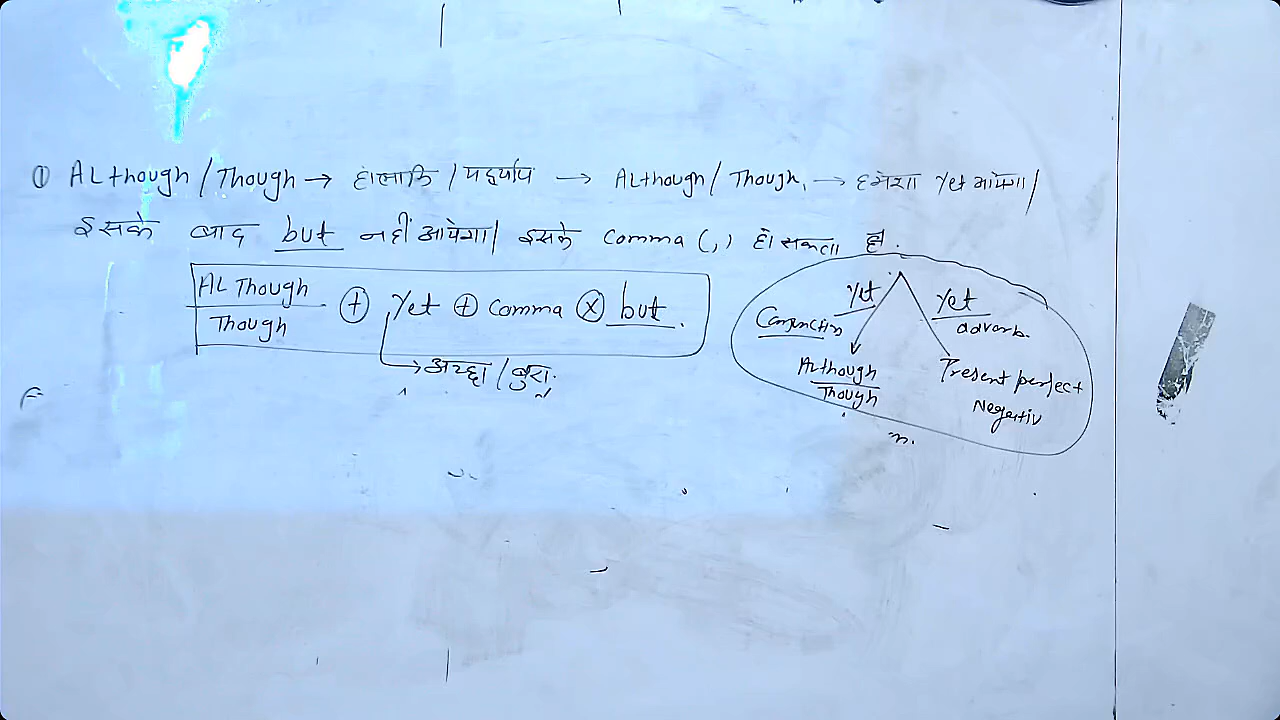 ① Although / Though → हांलाकि / यद्यपि → Although / Though, → हमेशा Yet आयेगा /
इसके बाद but नहीं आयेगा / इसके comma (,) हो सकता है.
Although / Though + Yet + Comma × but.
→ अच्छा / बुरा.
Yet Yet
Conjunction adverb.
Although / Though Present perfect
Negertiv